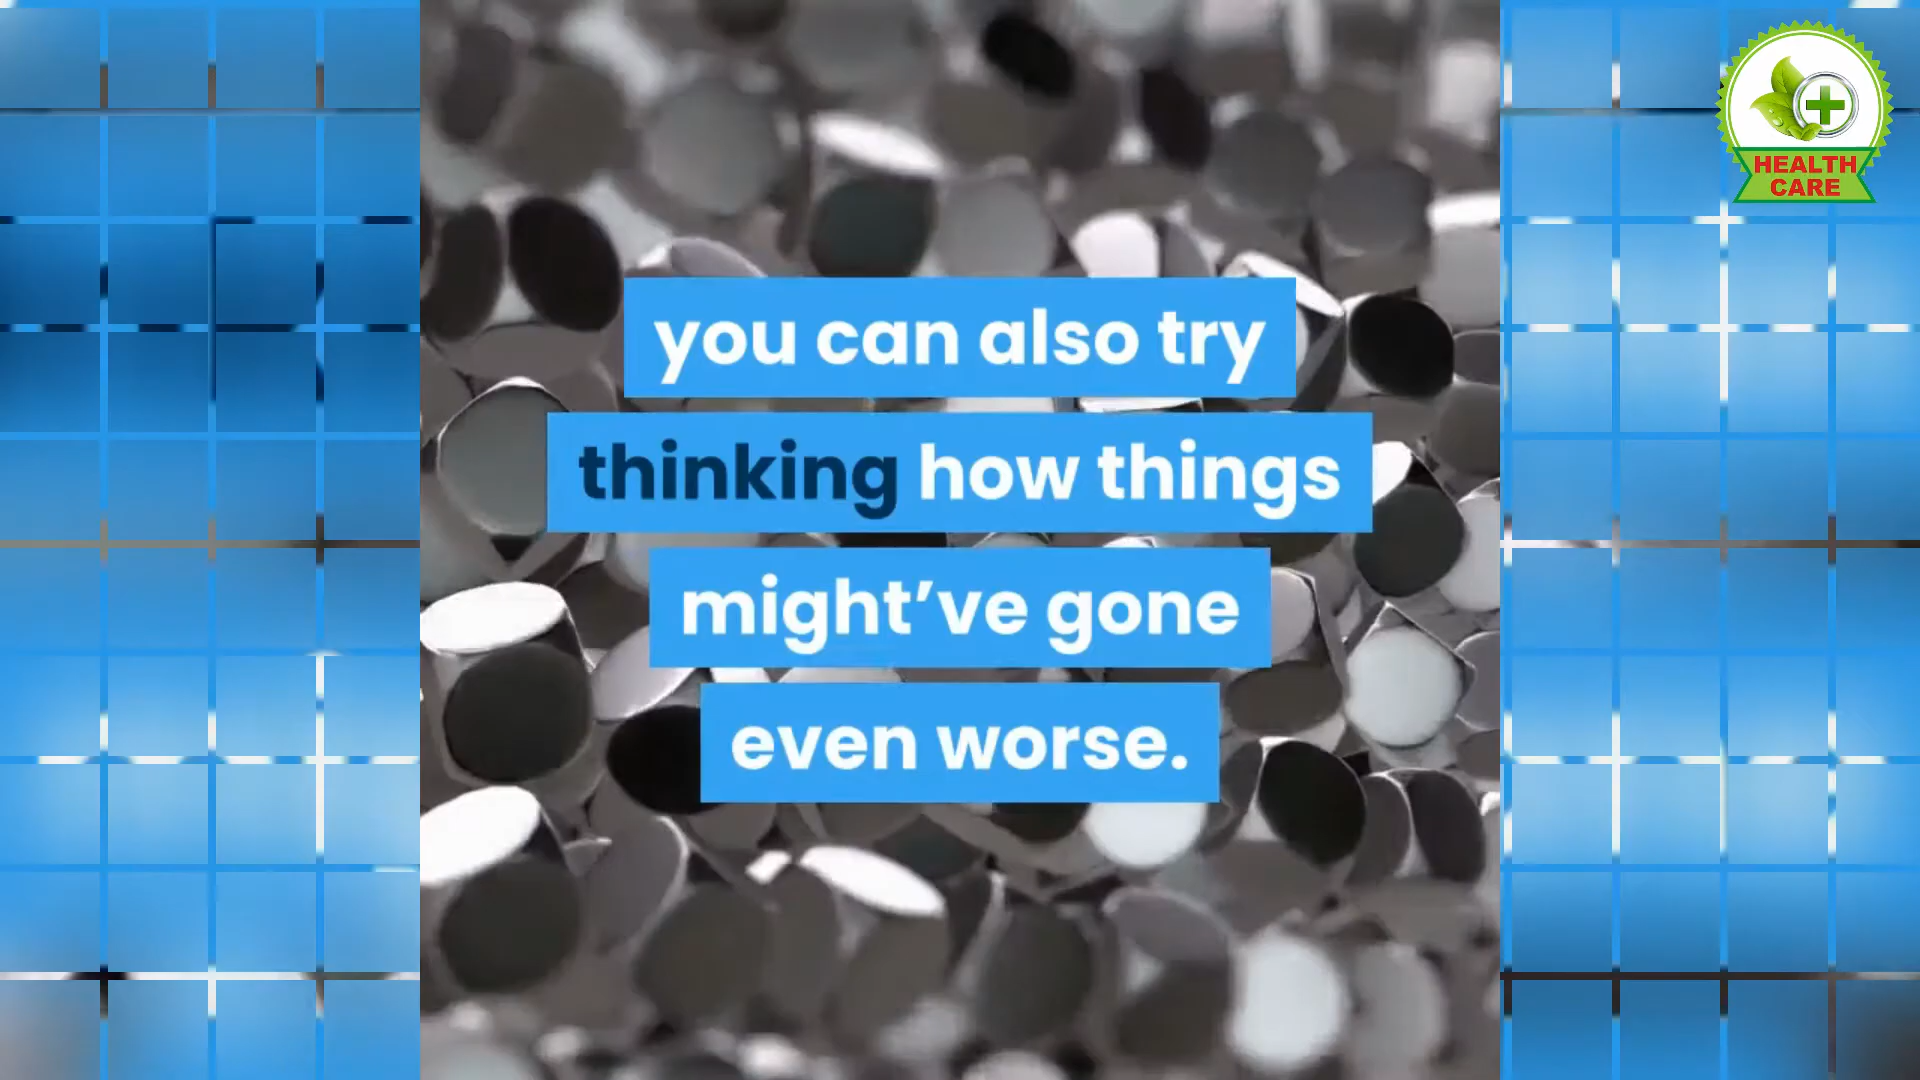 HEALTH
CARE
you can also try
thinking how things
might’ve gone
even worse.